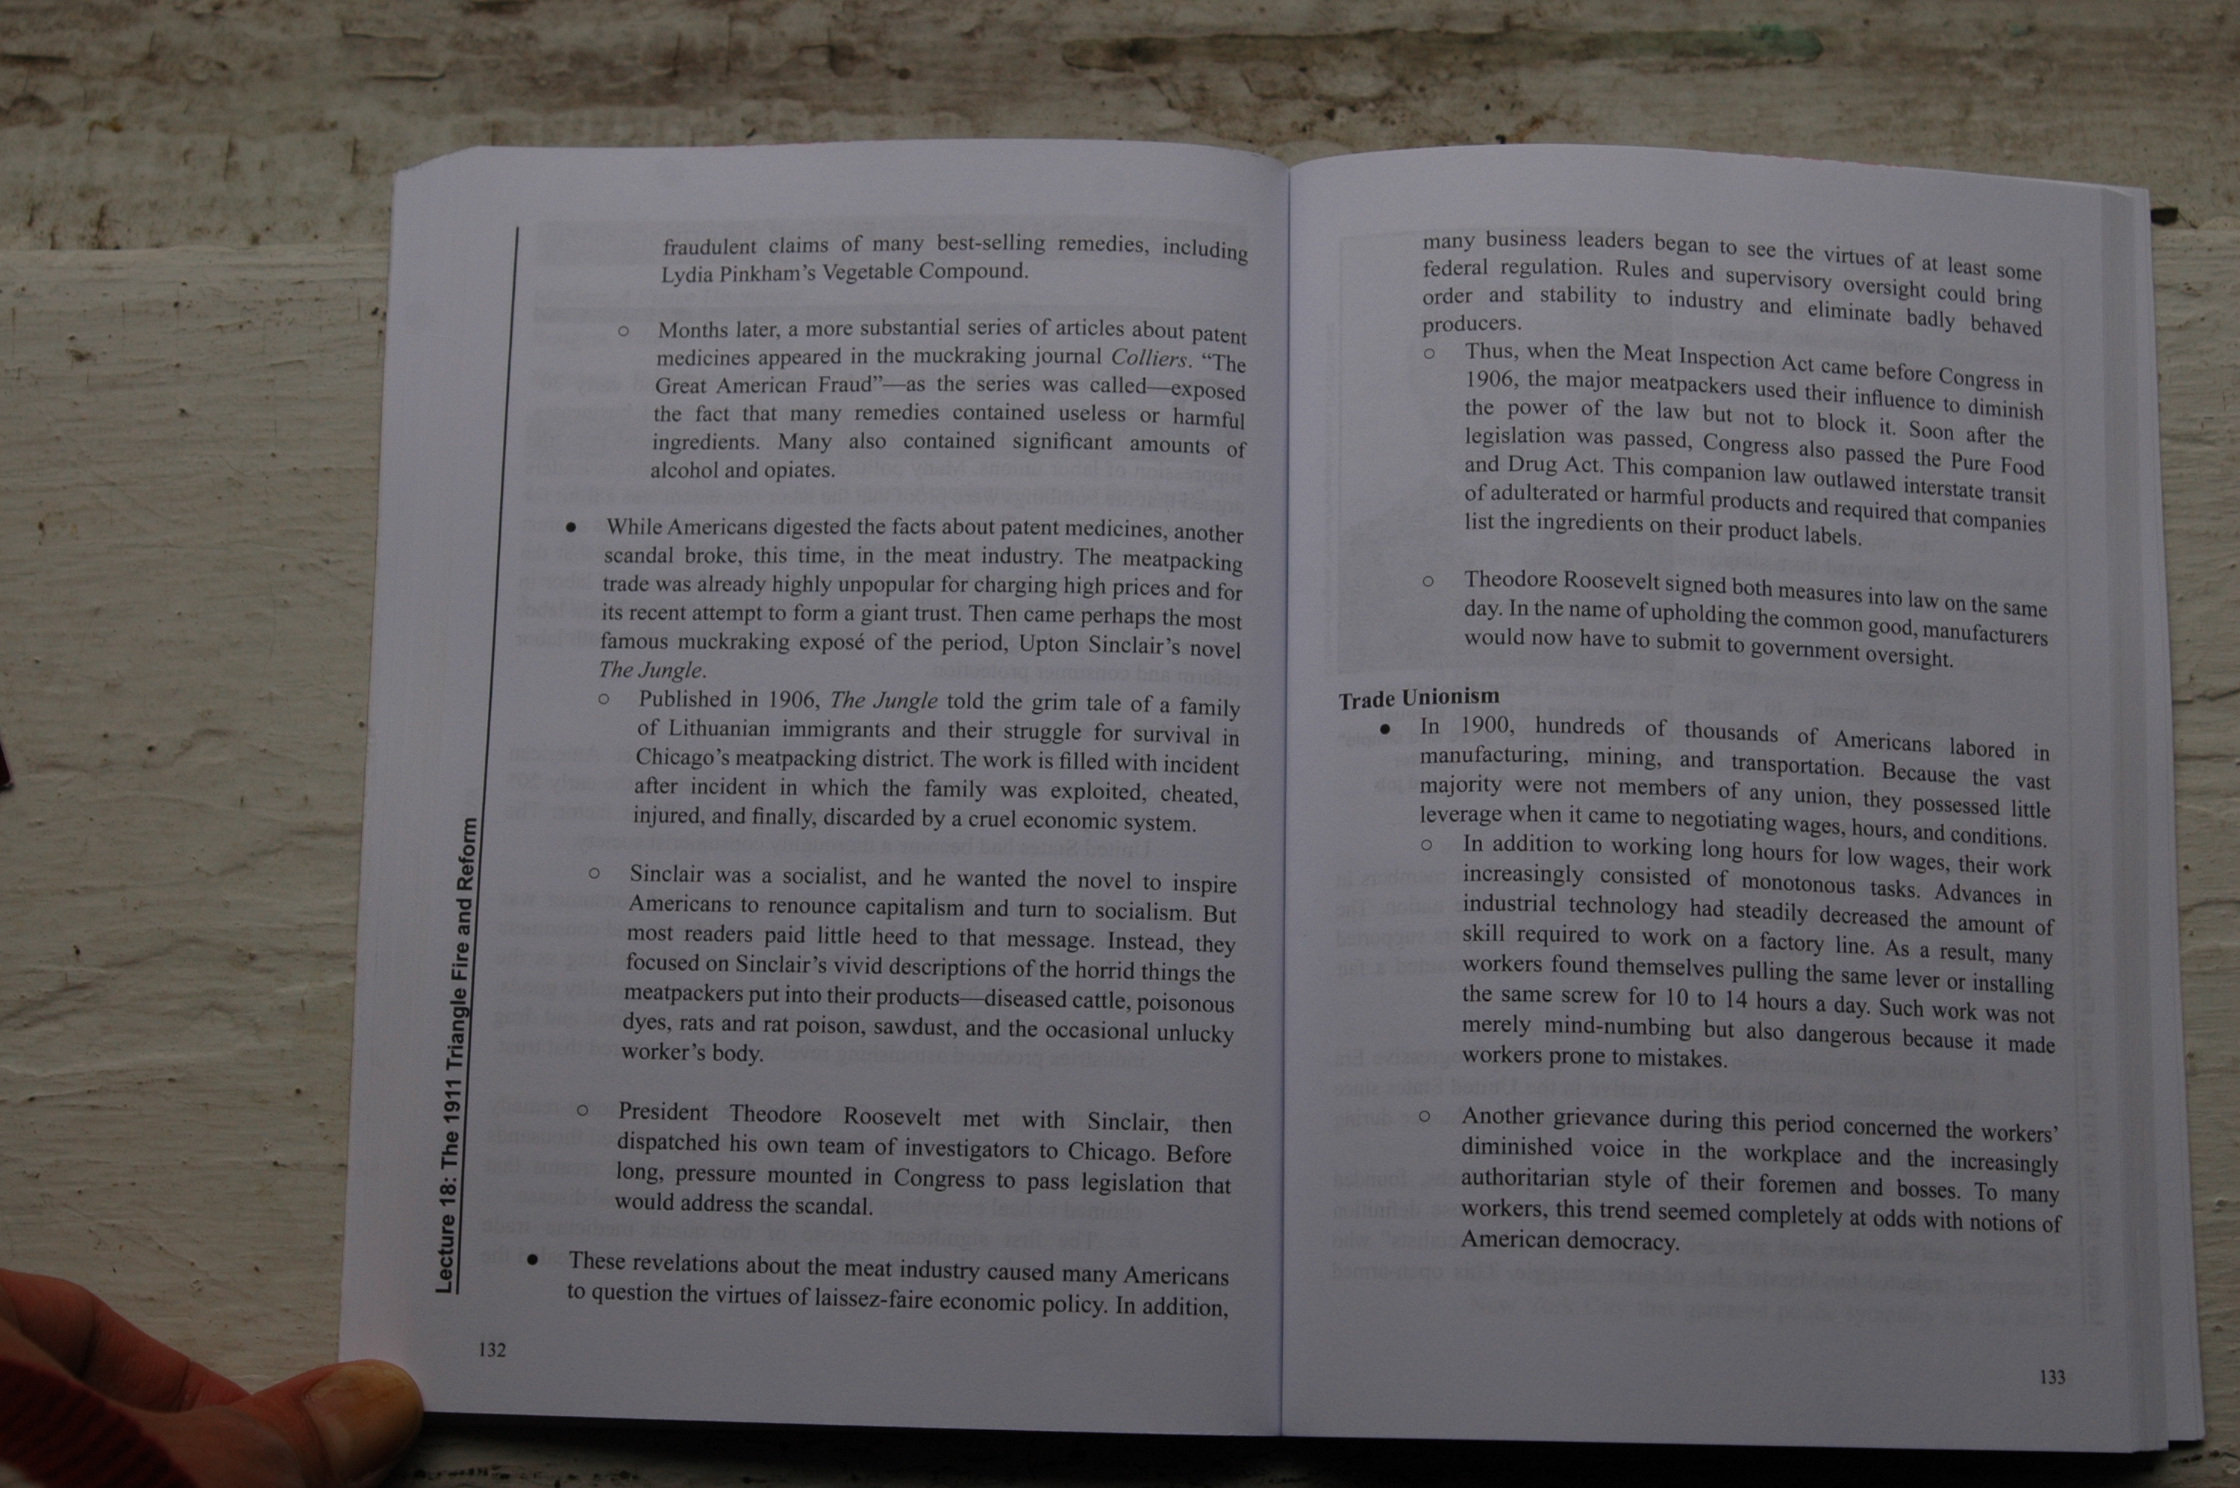 fraudulent claims of many best-selling remedies, including
Lydia Pinkham's Vegetable Compound.
○ Months later, a more substantial series of articles about patent
medicines appeared in the muckraking journal Colliers. “The
Great American Fraud”—as the series was called—exposed
the fact that many remedies contained useless or harmful
ingredients. Many also contained significant amounts of
alcohol and opiates.
● While Americans digested the facts about patent medicines, another
scandal broke, this time, in the meat industry. The meatpacking
trade was already highly unpopular for charging high prices and for
its recent attempt to form a giant trust. Then came perhaps the most
famous muckraking exposé of the period, Upton Sinclair's novel
The Jungle.
○ Published in 1906, The Jungle told the grim tale of a family
of Lithuanian immigrants and their struggle for survival in
Chicago's meatpacking district. The work is filled with incident
after incident in which the family was exploited, cheated,
injured, and finally, discarded by a cruel economic system.
○ Sinclair was a socialist, and he wanted the novel to inspire
Americans to renounce capitalism and turn to socialism. But
most readers paid little heed to that message. Instead, they
focused on Sinclair's vivid descriptions of the horrid things the
meatpackers put into their products—diseased cattle, poisonous
dyes, rats and rat poison, sawdust, and the occasional unlucky
worker's body.
○ President Theodore Roosevelt met with Sinclair, then
dispatched his own team of investigators to Chicago. Before
long, pressure mounted in Congress to pass legislation that
would address the scandal.
● These revelations about the meat industry caused many Americans
to question the virtues of laissez-faire economic policy. In addition,
Lecture 18: The 1911 Triangle Fire and Reform
132
many business leaders began to see the virtues of at least some
federal regulation. Rules and supervisory oversight could bring
order and stability to industry and eliminate badly behaved
producers.
○ Thus, when the Meat Inspection Act came before Congress in
1906, the major meatpackers used their influence to diminish
the power of the law but not to block it. Soon after the
legislation was passed, Congress also passed the Pure Food
and Drug Act. This companion law outlawed interstate transit
of adulterated or harmful products and required that companies
list the ingredients on their product labels.
○ Theodore Roosevelt signed both measures into law on the same
day. In the name of upholding the common good, manufacturers
would now have to submit to government oversight.
Trade Unionism
● In 1900, hundreds of thousands of Americans labored in
manufacturing, mining, and transportation. Because the vast
majority were not members of any union, they possessed little
leverage when it came to negotiating wages, hours, and conditions.
○ In addition to working long hours for low wages, their work
increasingly consisted of monotonous tasks. Advances in
industrial technology had steadily decreased the amount of
skill required to work on a factory line. As a result, many
workers found themselves pulling the same lever or installing
the same screw for 10 to 14 hours a day. Such work was not
merely mind-numbing but also dangerous because it made
workers prone to mistakes.
○ Another grievance during this period concerned the workers'
diminished voice in the workplace and the increasingly
authoritarian style of their foremen and bosses. To many
workers, this trend seemed completely at odds with notions of
American democracy.
133